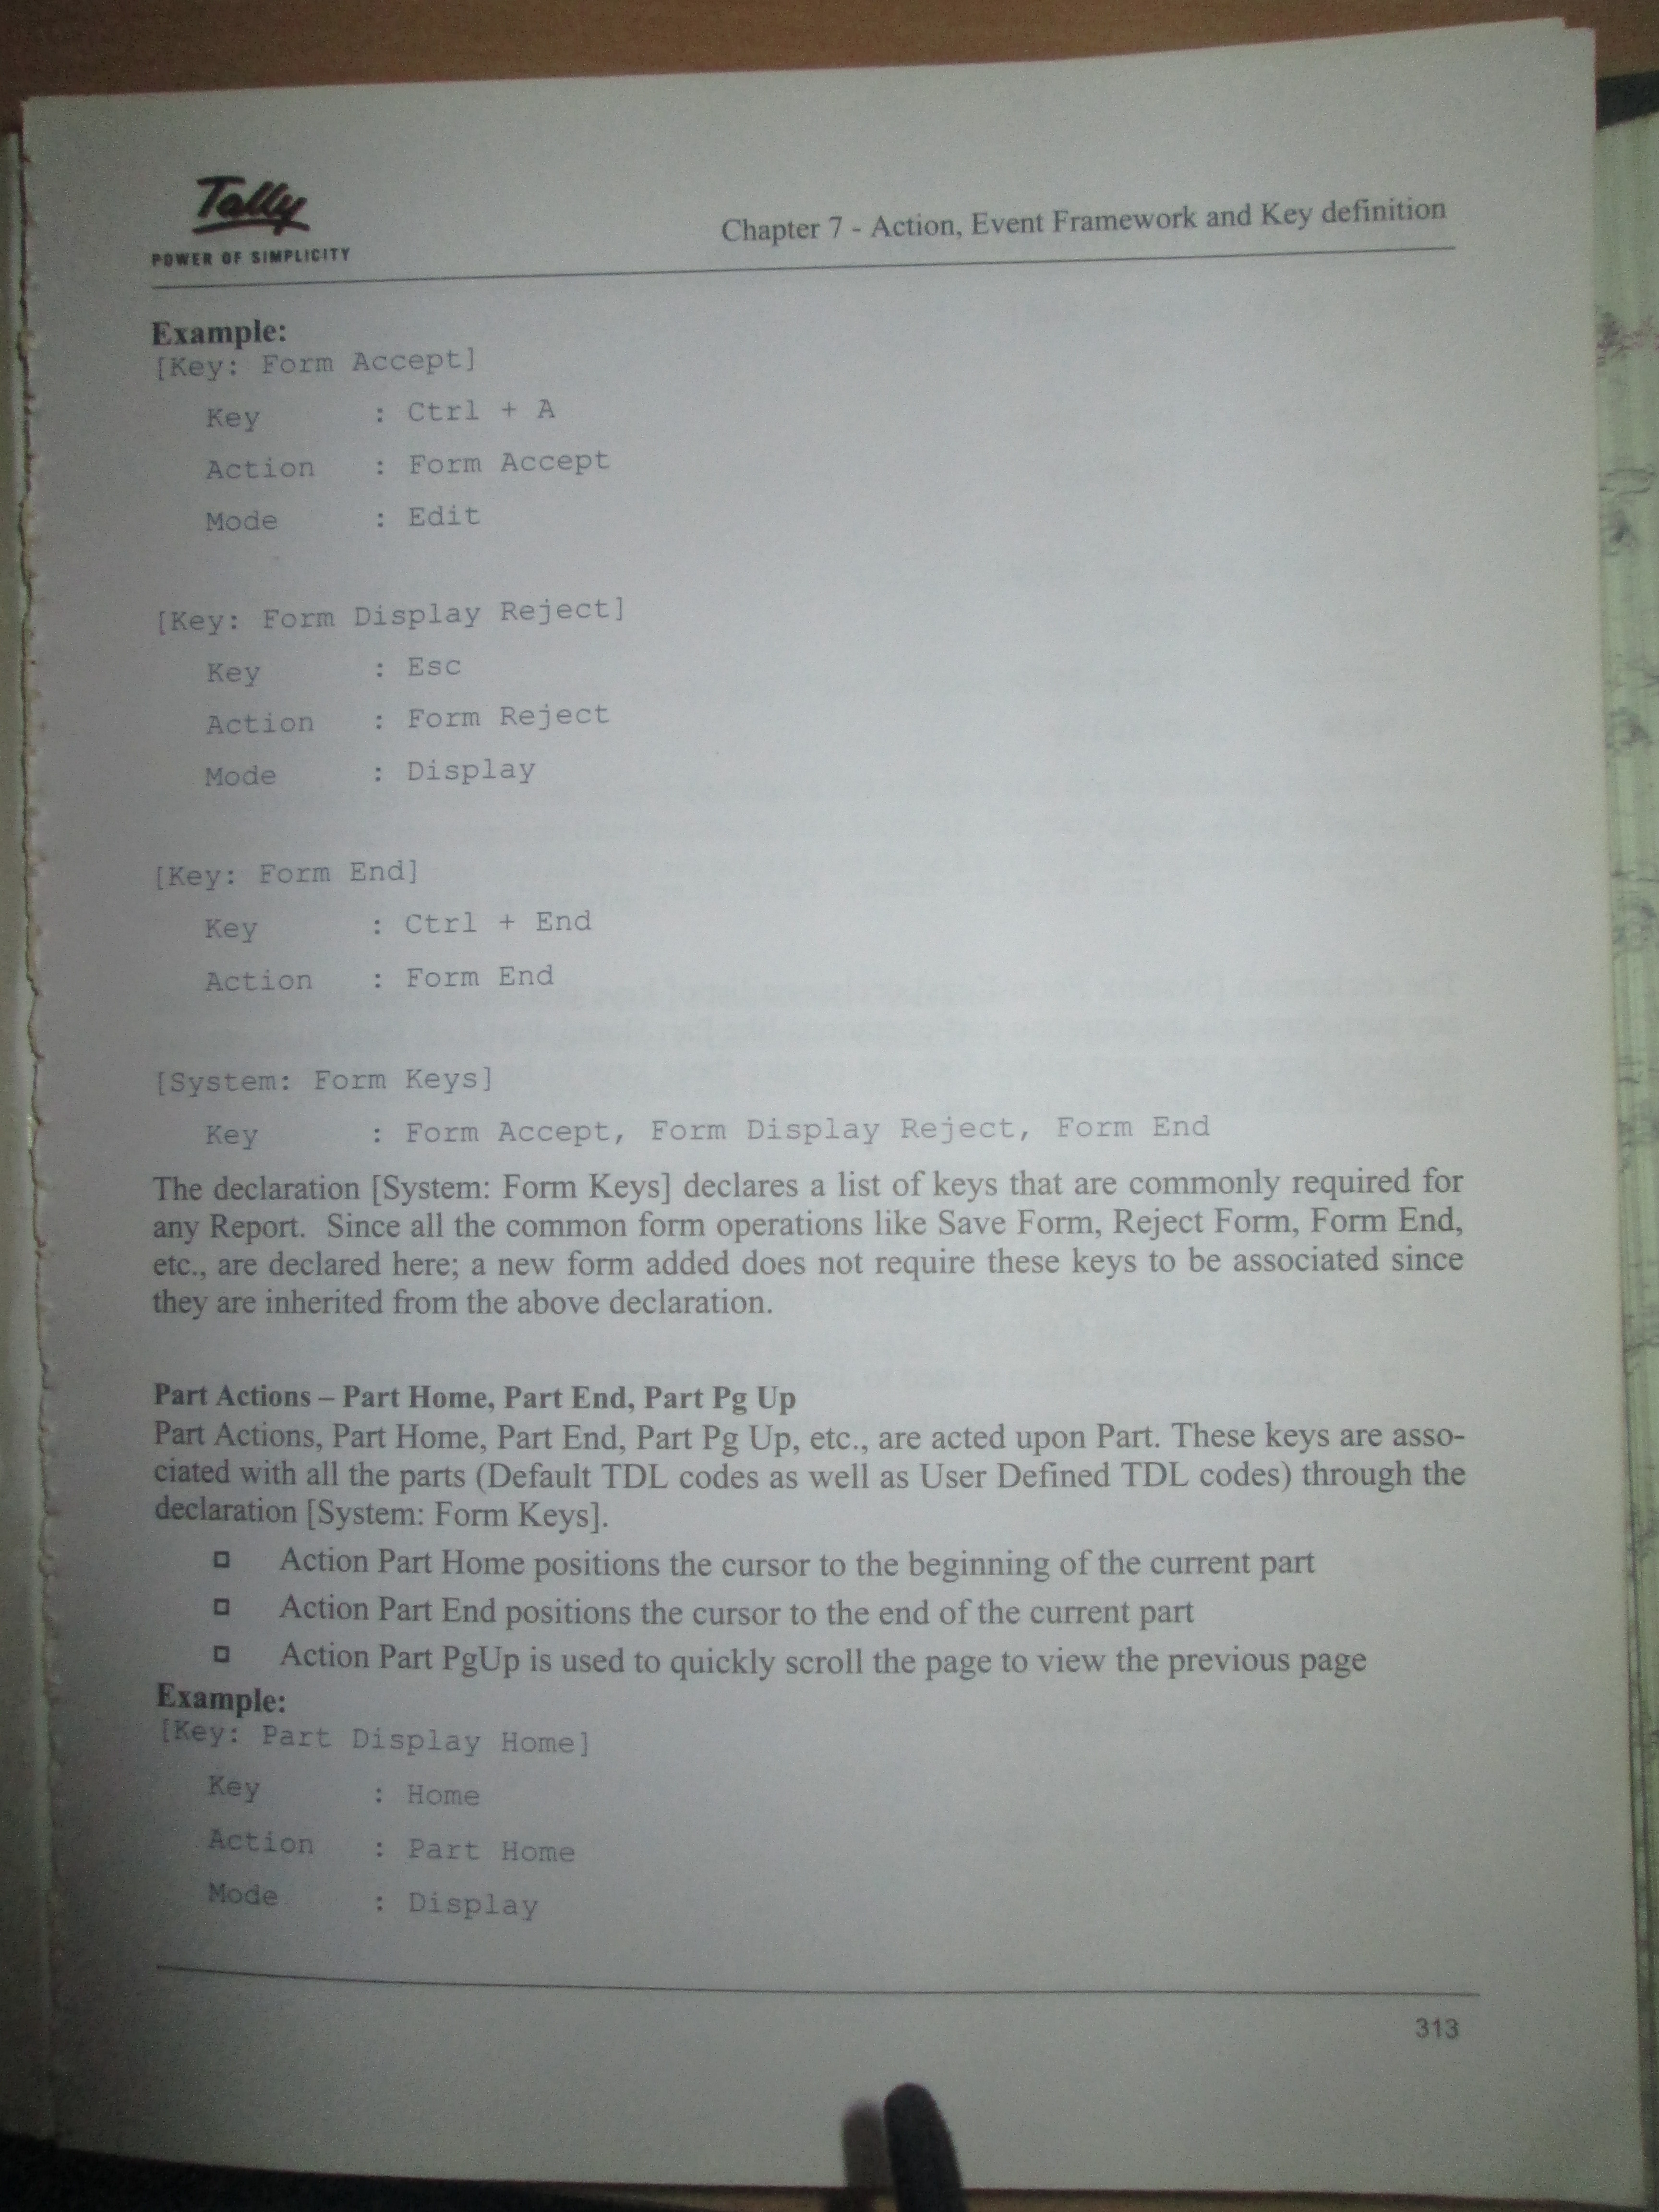 Tally
POWER OF SIMPLICITY
Chapter 7 - Action, Event Framework and Key definition
Example:
[Key: Form Accept]
Key : Ctrl + A
Action : Form Accept
Mode : Edit
[Key: Form Display Reject]
Key : Esc
Action : Form Reject
Mode : Display
[Key: Form End]
Key : Ctrl + End
Action : Form End
[System: Form Keys]
Key : Form Accept, Form Display Reject, Form End
The declaration [System: Form Keys] declares a list of keys that are commonly required for
any Report. Since all the common form operations like Save Form, Reject Form, Form End,
etc., are declared here; a new form added does not require these keys to be associated since
they are inherited from the above declaration.
Part Actions – Part Home, Part End, Part Pg Up
Part Actions, Part Home, Part End, Part Pg Up, etc., are acted upon Part. These keys are asso-
ciated with all the parts (Default TDL codes as well as User Defined TDL codes) through the
declaration [System: Form Keys].
Action Part Home positions the cursor to the beginning of the current part
Action Part End positions the cursor to the end of the current part
Action Part PgUp is used to quickly scroll the page to view the previous page
Example:
[Key: Part Display Home]
Key : Home
Action : Part Home
Mode : Display
313